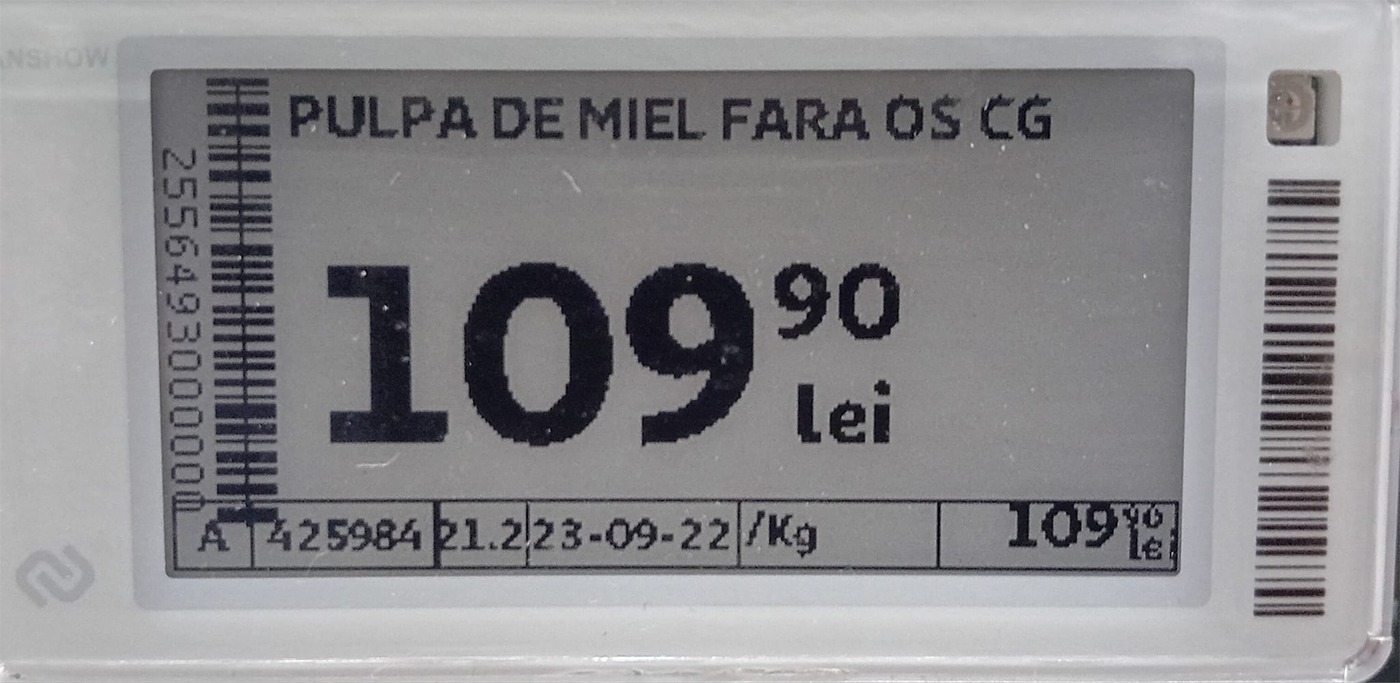 PULPA DE MIEL FARA OS CG
2556493000000
109 90
lei
A 425984 21.2 23-09-22 /Kg 109 90
lei